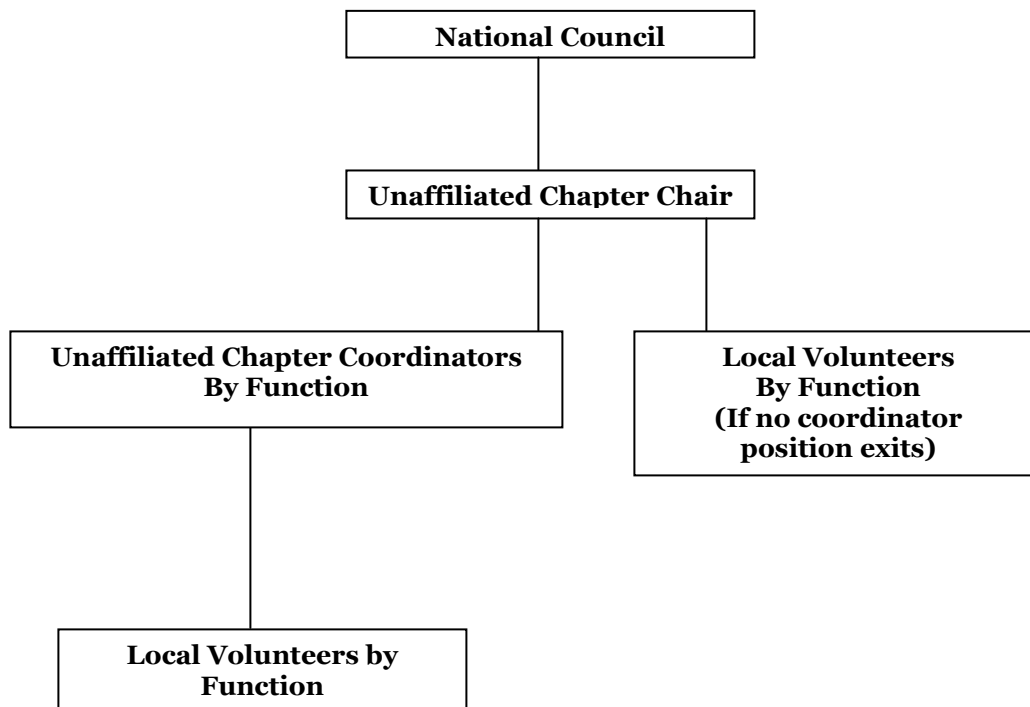 National Council
Unaffiliated Chapter Chair
Unaffiliated Chapter Coordinators
By Function
Local Volunteers
By Function
(If no coordinator
position exits)
Local Volunteers by
Function